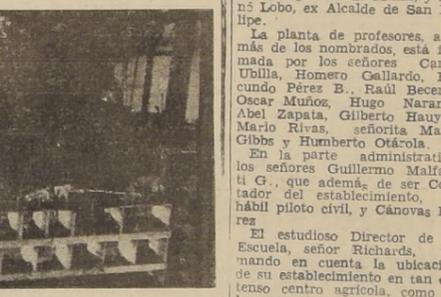 né Lobo, ex Alcalde de San
lipe.
La planta de profesores, a
más de los nombrados, está
mada por los señores Car
Ubilla, Homero Gallardo,
cundo Pérez B., Raúl Becer
Oscar Muñoz, Hugo Naran
Abel Zapata, Gilberto Hauy
Mario Rivas, señorita Ma
Gibbs y Humberto Otárola.
En la parte administrati
los señores Guillermo Malf
ti G., que además de ser Co
tador del establecimiento,
hábil piloto civil, y Cánovas
rez
El estudioso Director de
Escuela, señor Richards,
mando en cuenta la ubicaci
de su establecimiento en tan
tenso centro agrícola, como